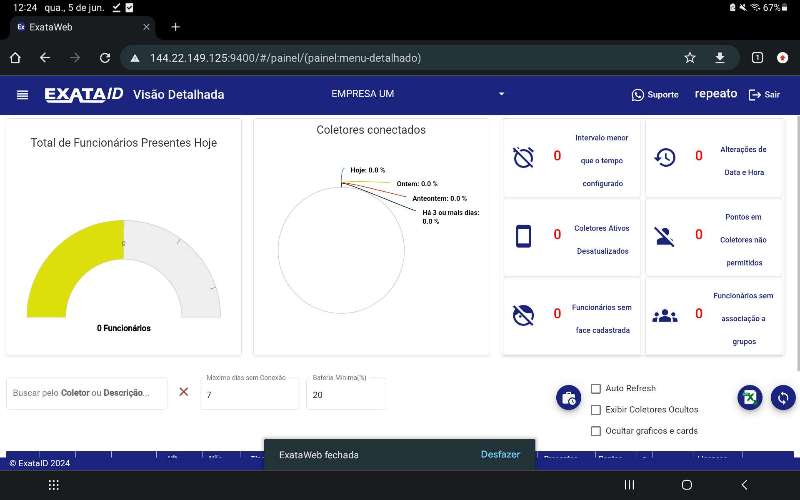 12:24 qua., 5 de jun. 67%
ExataWeb
144.22.149.125:9400/#/painel/(painel:menu-detalhado) 1
EXATA ID Visão Detalhada EMPRESA UM Suporte repeato Sair
Total de Funcionários Presentes Hoje
0
0 Funcionários
Coletores conectados
Hoje: 0.0 %
Ontem: 0.0 %
Anteontem: 0.0 %
Há 3 ou mais dias:
0.0 %
0 Intervelo menor
que o tempo
configurado
0 Alterações de
Data e Hora
0 Coletores Ativos
Desatualizados
0 Pontos em
Coletores não
permitidos
0 Funcionários sem
face cadastrada
0 Funcionários sem
associação a
grupos
Buscar pelo Coletor ou Descrição...
Máximo dias sem Conexão
7
Bateria Mínima(%)
20
Auto Refresh
Exibir Coletores Ocultos
Ocultar graficos e cards
ExataWeb fechada Desfazer
© ExataID 2024